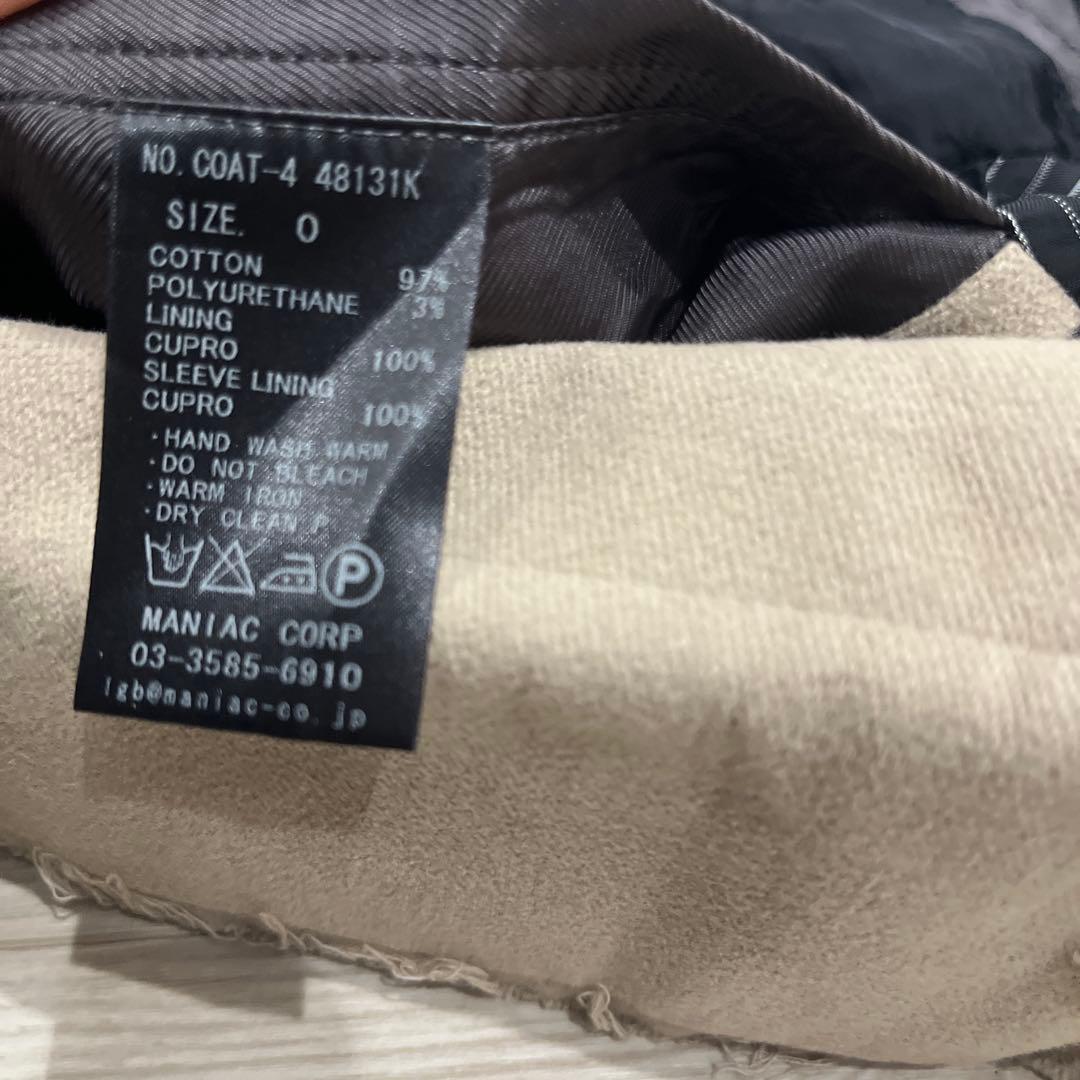 NO. COAT-4 48131K
SIZE. 0
COTTON 97%
POLYURETHANE 3%
LINING
CUPRO 100%
SLEEVE LINING
CUPRO 100%
・HAND WASH WARM
・DO NOT BLEACH
・WARM IRON
・DRY CLEAN P
P
MANIAC CORP
03-3585-6910
lgb@maniac-co.jp